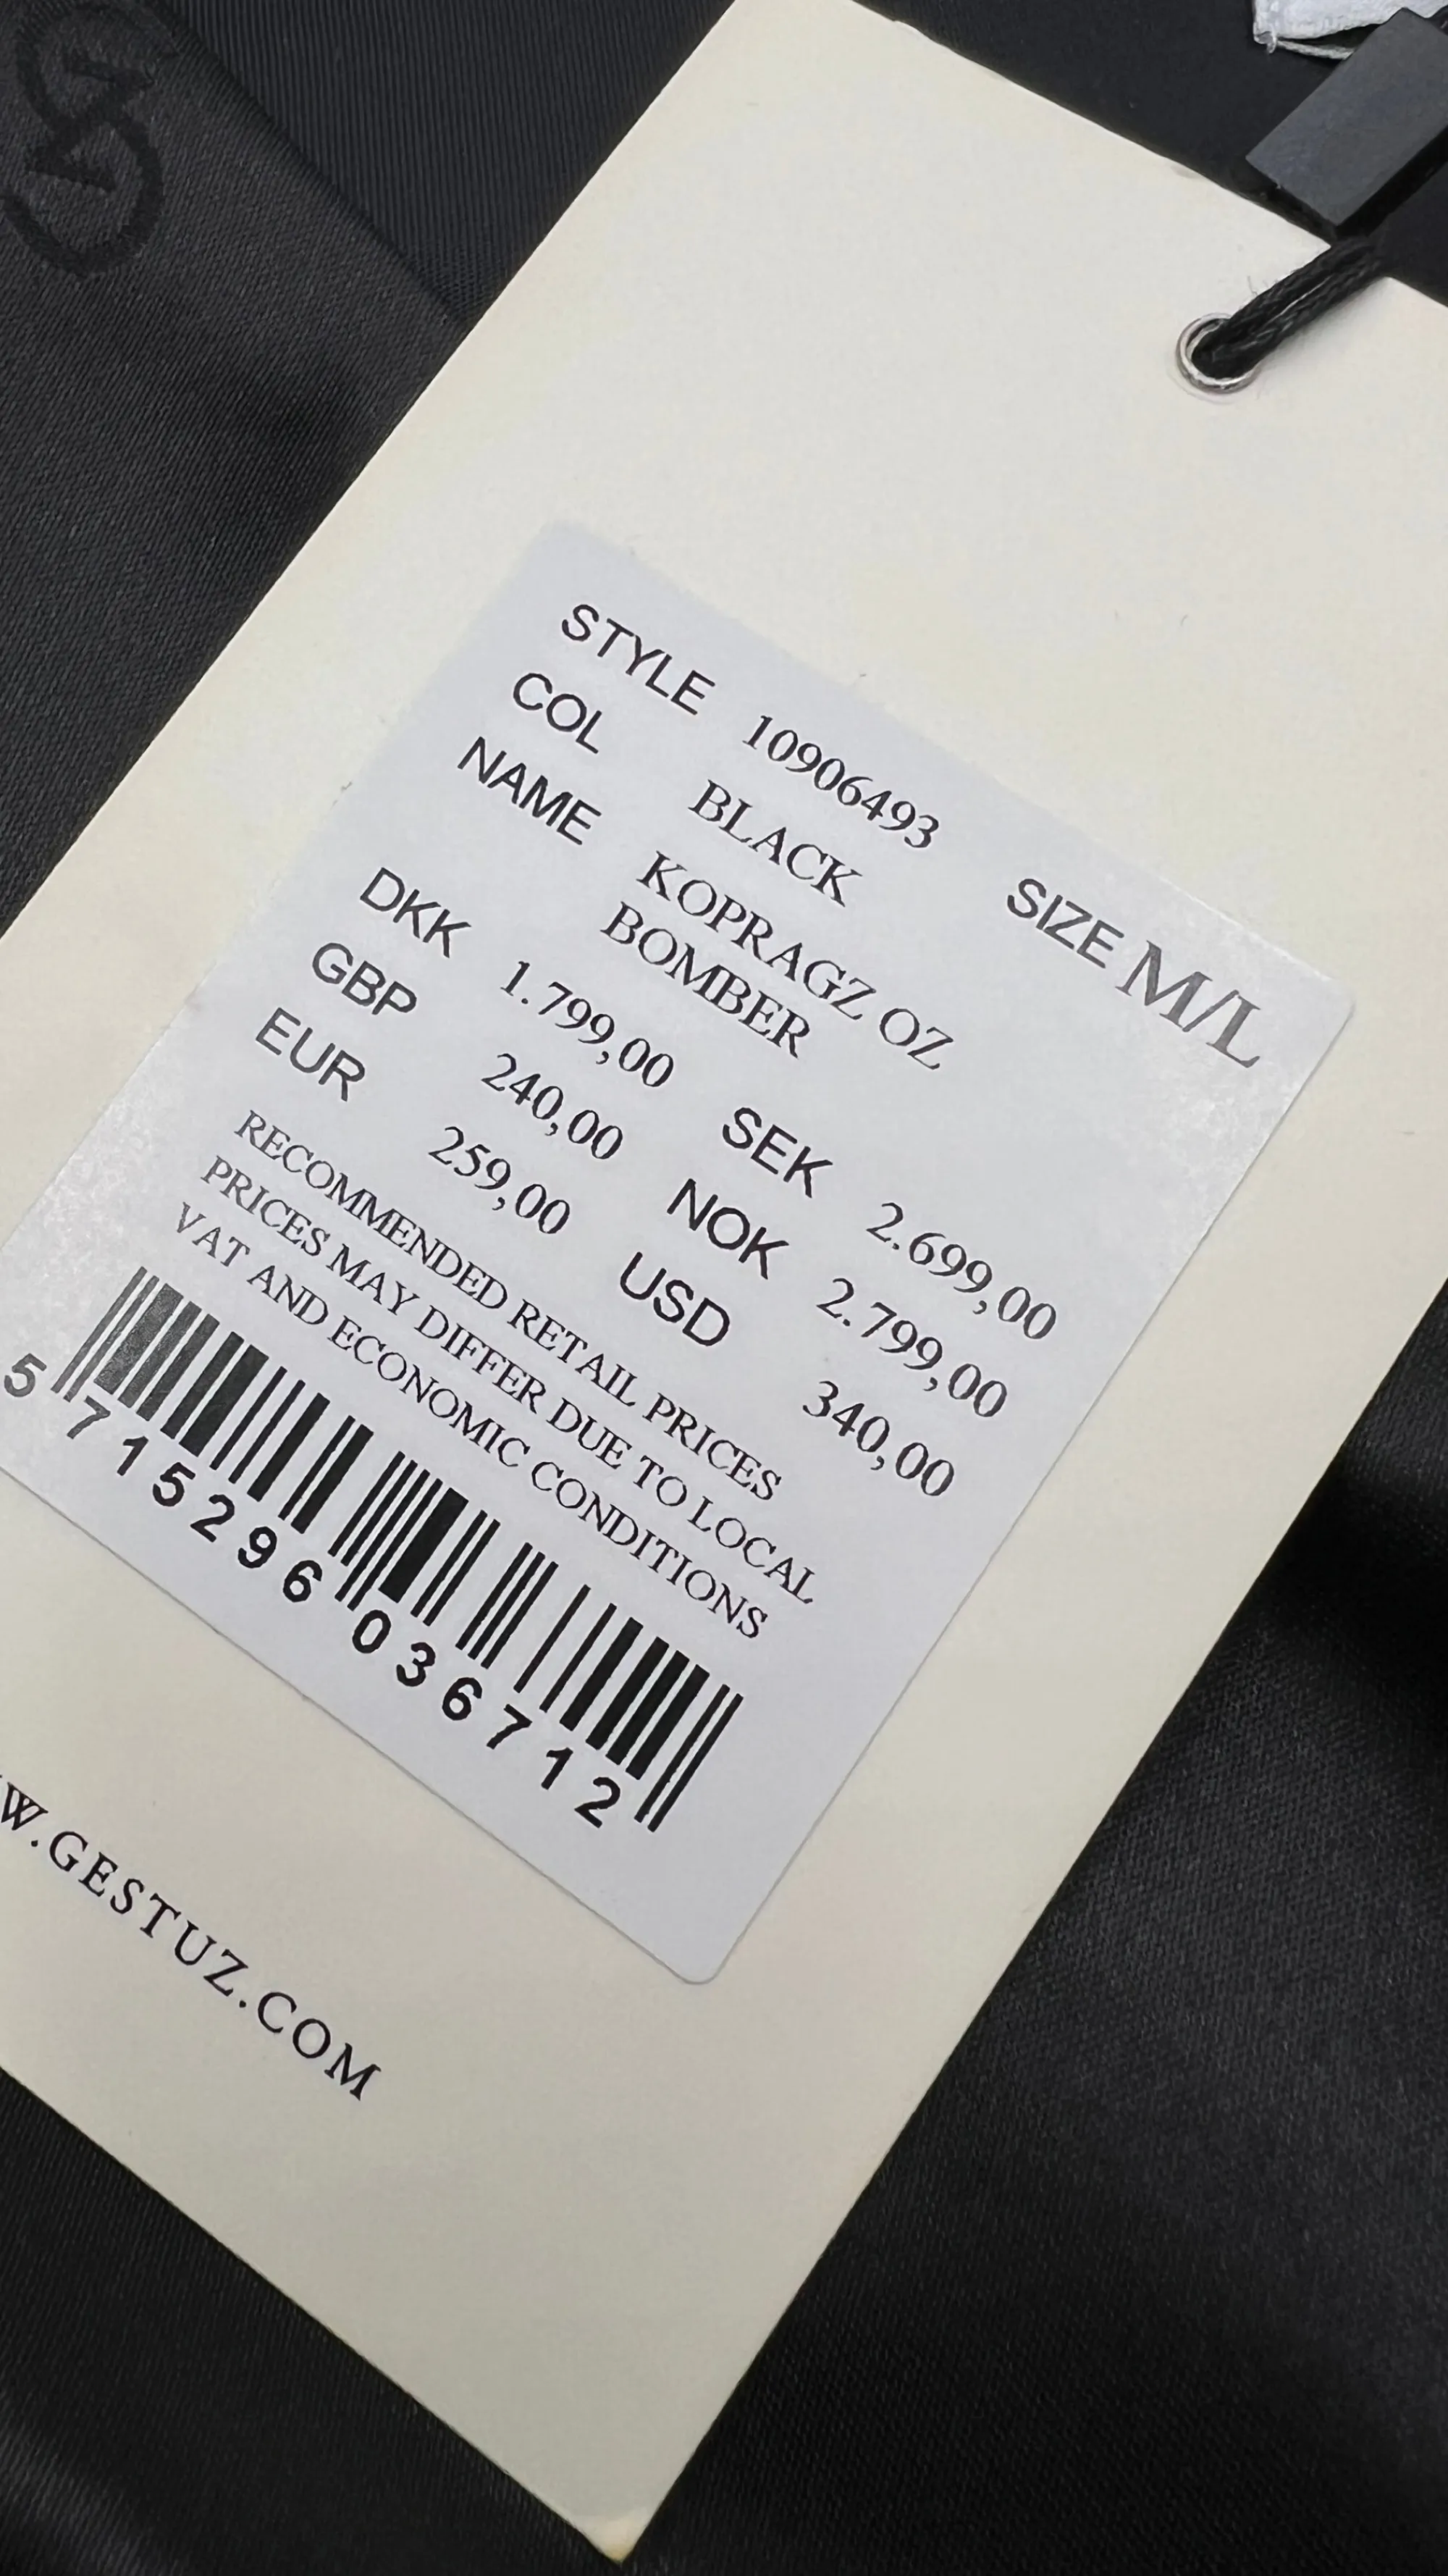 STYLE 10906493 SIZE M/L
COL BLACK
NAME KOPRAGZ OZ
BOMBER
DKK 1.799,00 SEK 2.699,00
GBP 240,00 NOK 2.799,00
EUR 259,00 USD 340,00
RECOMMENDED RETAIL PRICES
PRICES MAY DIFFER DUE TO LOCAL
VAT AND ECONOMIC CONDITIONS
5 715296 036712
W.GESTUZ.COM